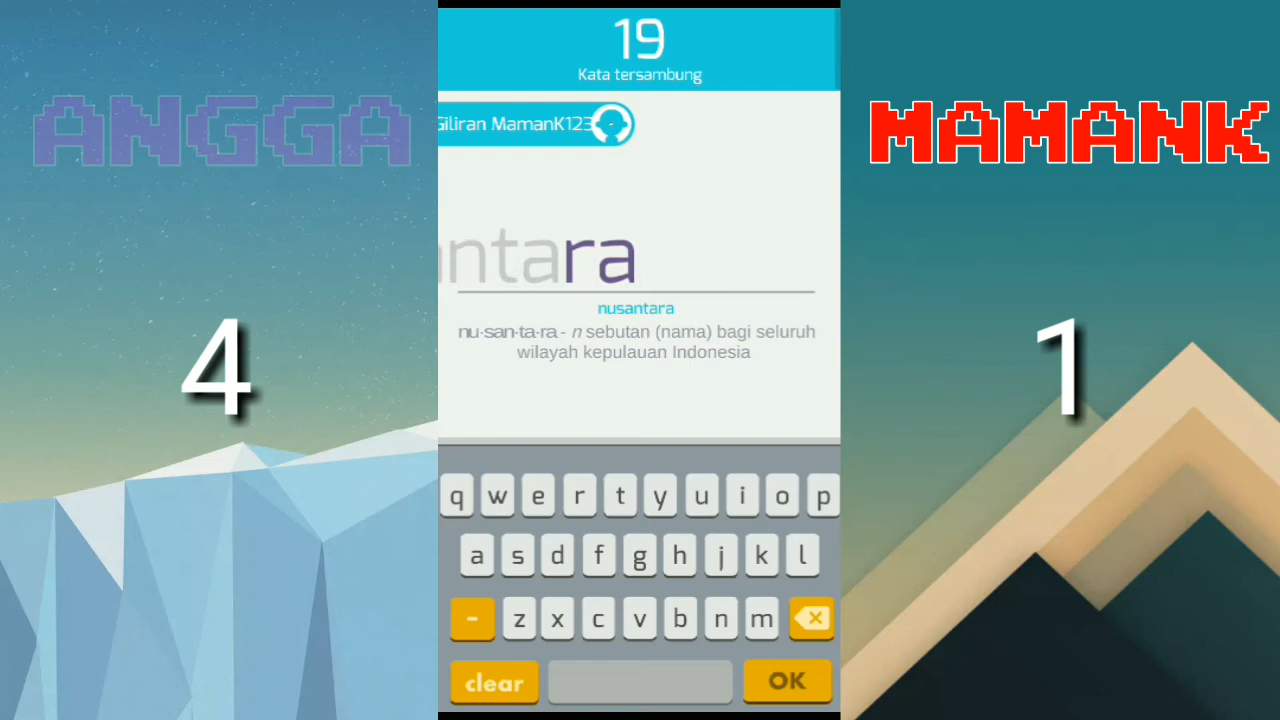 ANGGA
4
19
Kata tersambung
Giliran MamanK123
ntara
nusantara
nu·san·ta·ra - n sebutan (nama) bagi seluruh
wilayah kepulauan Indonesia
q w e r t y u i o p
a s d f g h j k l
- z x c v b n m
clear OK
MAMANK
1